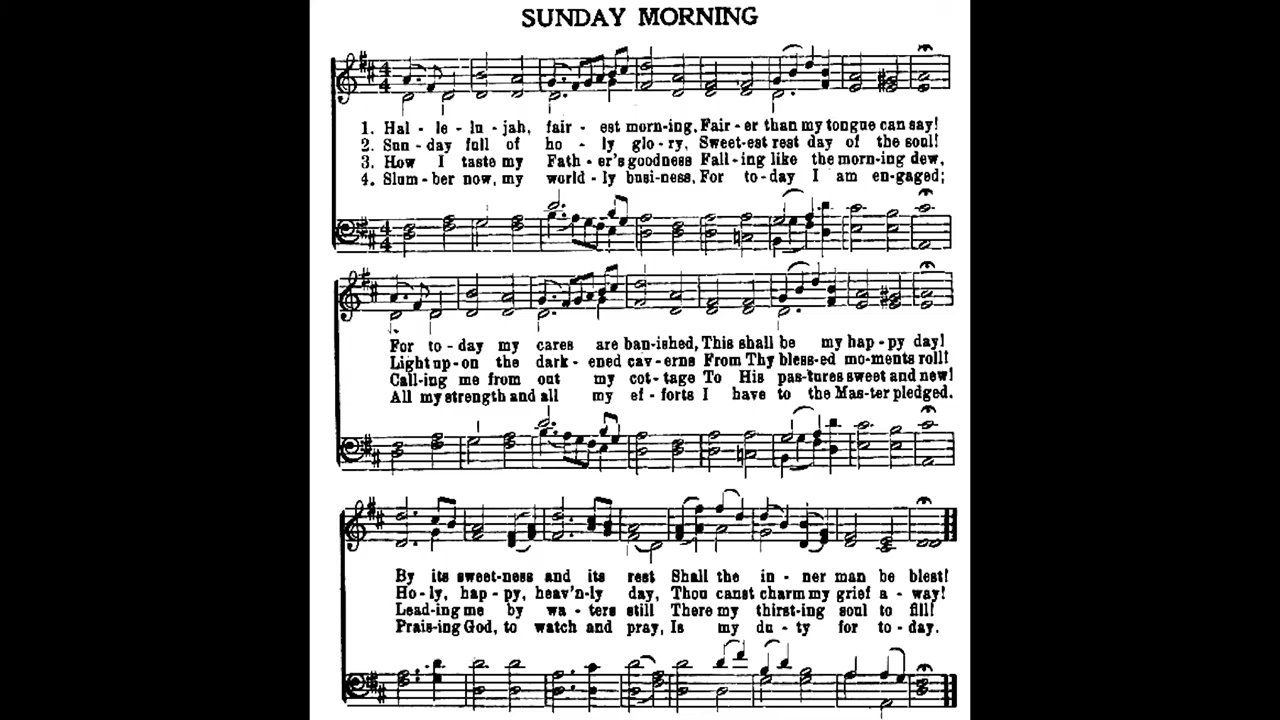 SUNDAY MORNING
1. Hal - le - lu - jah, fair - est morn-ing, Fair - er than my tongue can say!
2. Sun - day full of ho - ly glo - ry, Sweet-est rest day of the soul!
3. How I taste my Fath - er's goodness Fall-ing like the morn-ing dew,
4. Slum - ber now, my world - ly busi-ness, For to-day I am en-gaged;
For to-day my cares are ban-ished, This shall be my hap-py day!
Light up-on the dark-ened cav-erns From Thy bless-ed mo-ments roll!
Call-ing me from out my cot-tage To His pas-tures sweet and new!
All my strength and all my ef-forts I have to the Mas-ter pledged.
By its sweet-ness and its rest Shall the in - ner man be blest!
Ho-ly, hap-py, heav'n-ly day, Thou canst charm my grief a - way!
Lead-ing me by wa - ters still There my thirst-ing soul to fill!
Prais-ing God, to watch and pray, Is my du - ty for to-day.